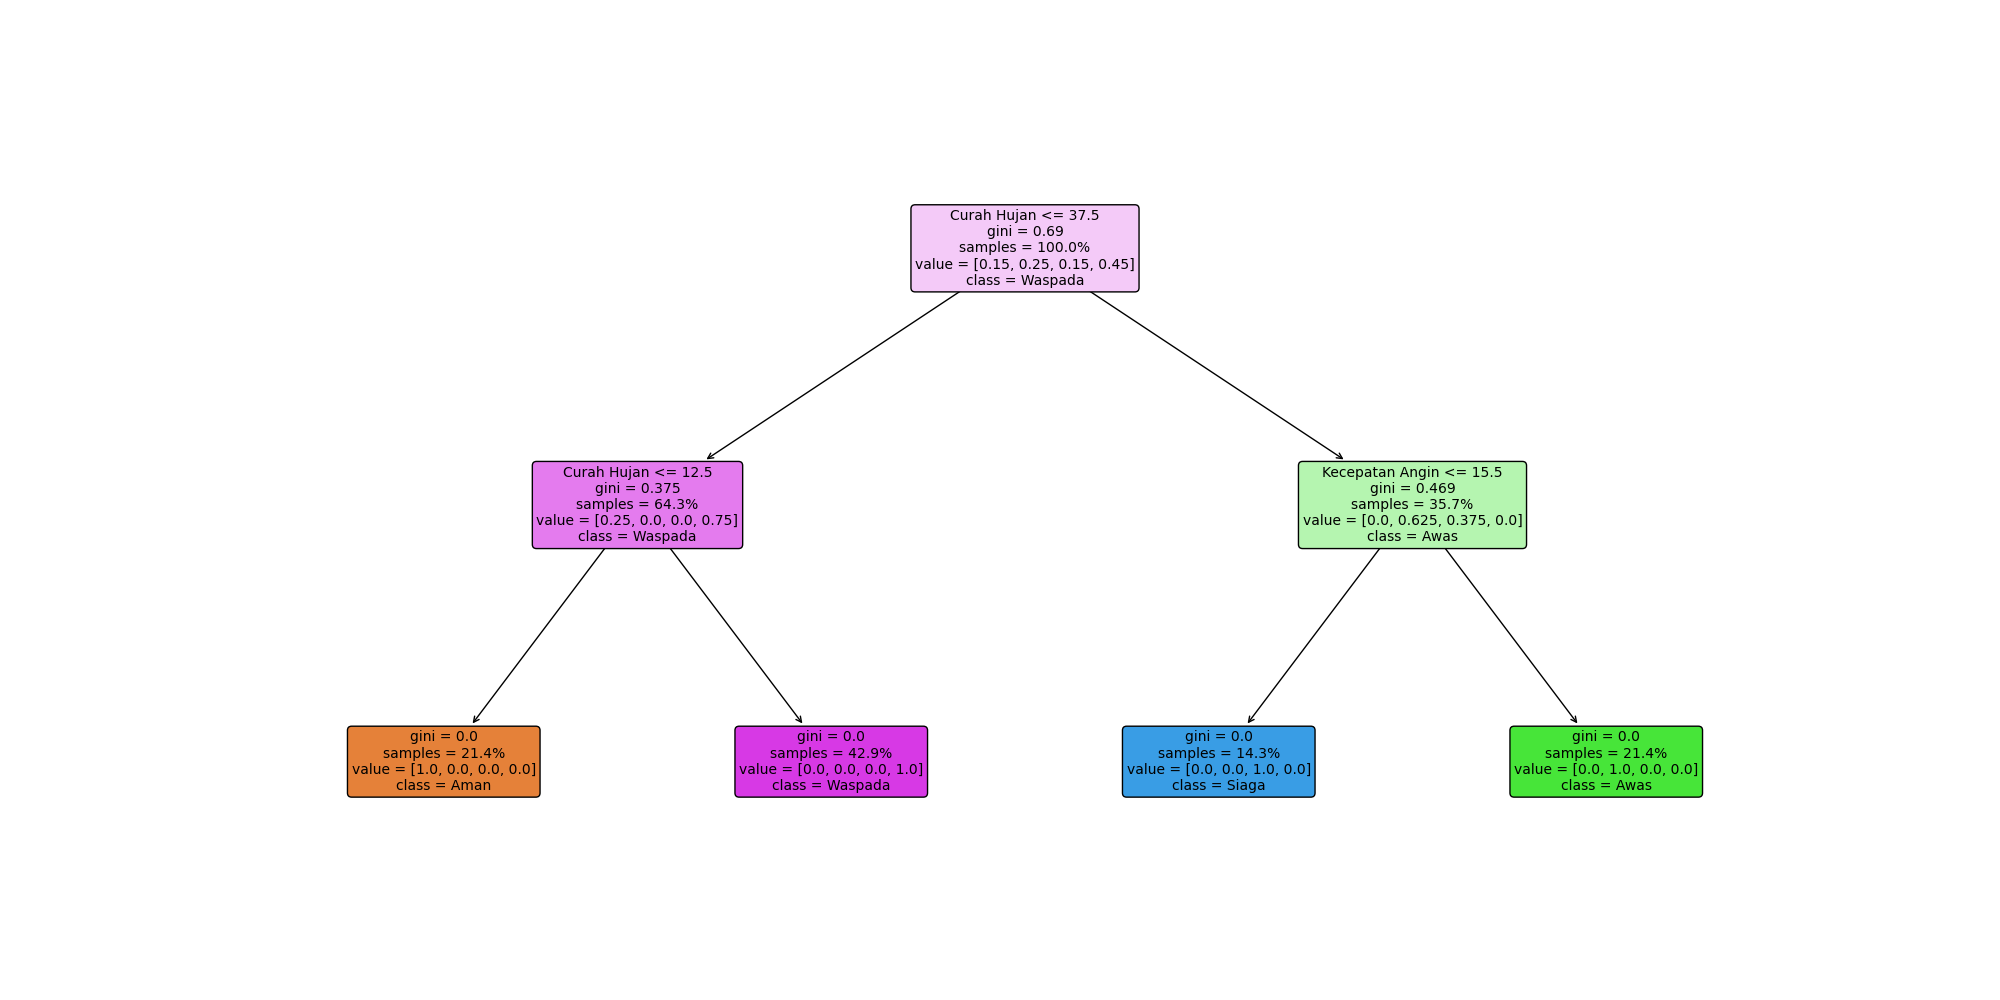 Curah Hujan <= 37.5
gini = 0.69
samples = 100.0%
value = [0.15, 0.25, 0.15, 0.45]
class = Waspada
Curah Hujan <= 12.5
gini = 0.375
samples = 64.3%
value = [0.25, 0.0, 0.0, 0.75]
class = Waspada
Kecepatan Angin <= 15.5
gini = 0.469
samples = 35.7%
value = [0.0, 0.625, 0.375, 0.0]
class = Awas
gini = 0.0
samples = 21.4%
value = [1.0, 0.0, 0.0, 0.0]
class = Aman
gini = 0.0
samples = 42.9%
value = [0.0, 0.0, 0.0, 1.0]
class = Waspada
gini = 0.0
samples = 14.3%
value = [0.0, 0.0, 1.0, 0.0]
class = Siaga
gini = 0.0
samples = 21.4%
value = [0.0, 1.0, 0.0, 0.0]
class = Awas